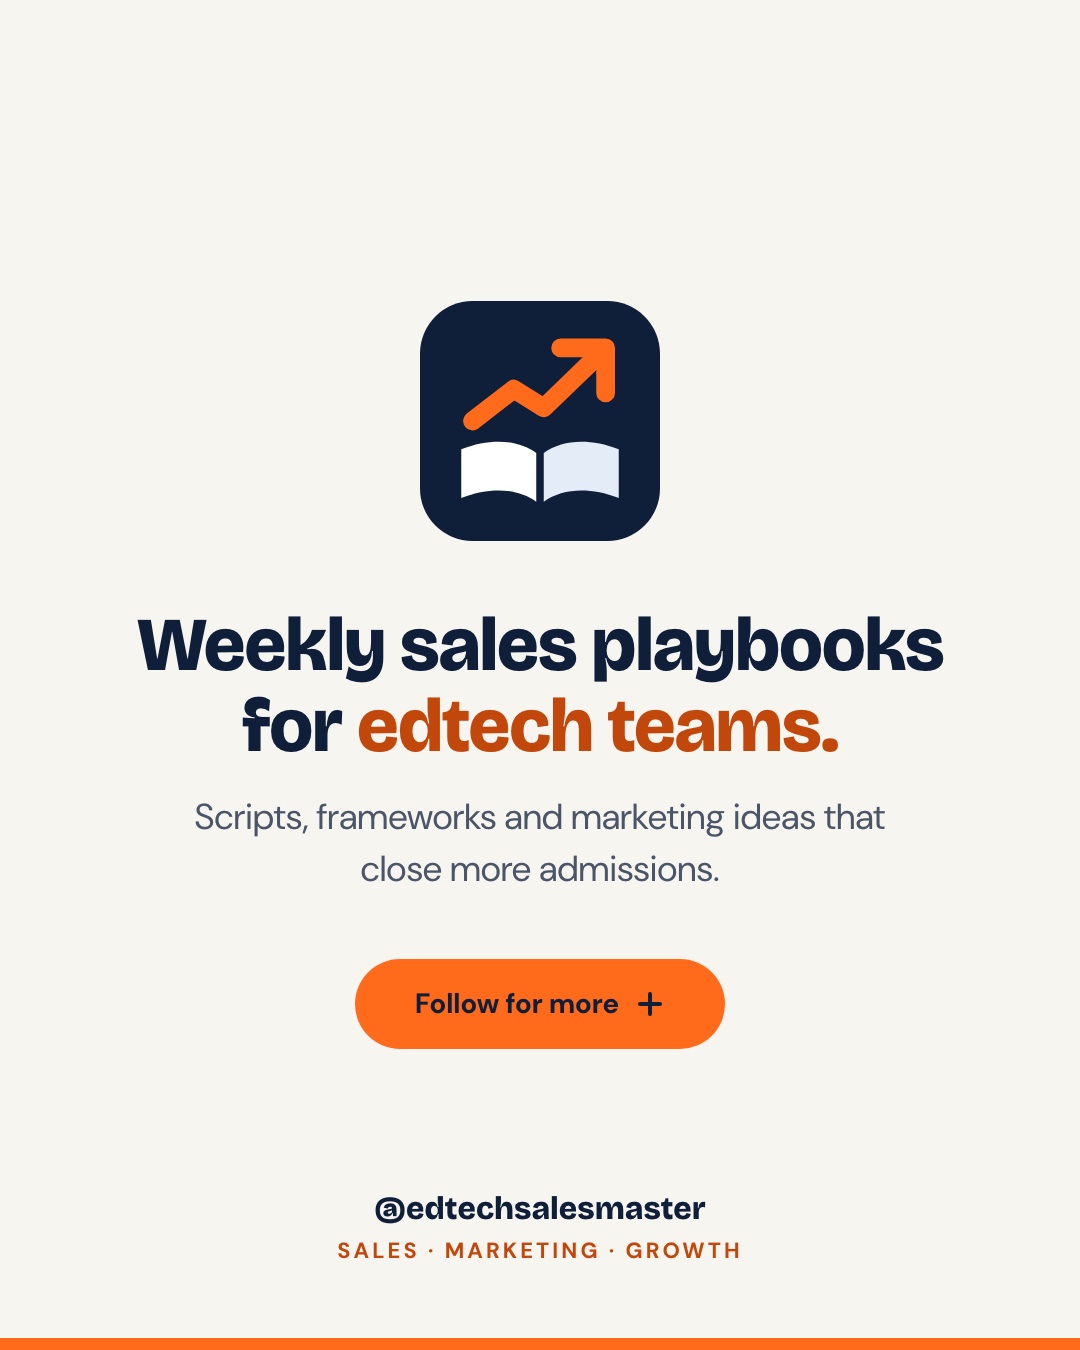 Weekly sales playbooks
for edtech teams.
Scripts, frameworks and marketing ideas that
close more admissions.
Follow for more +
@edtechsalesmaster
SALES · MARKETING · GROWTH